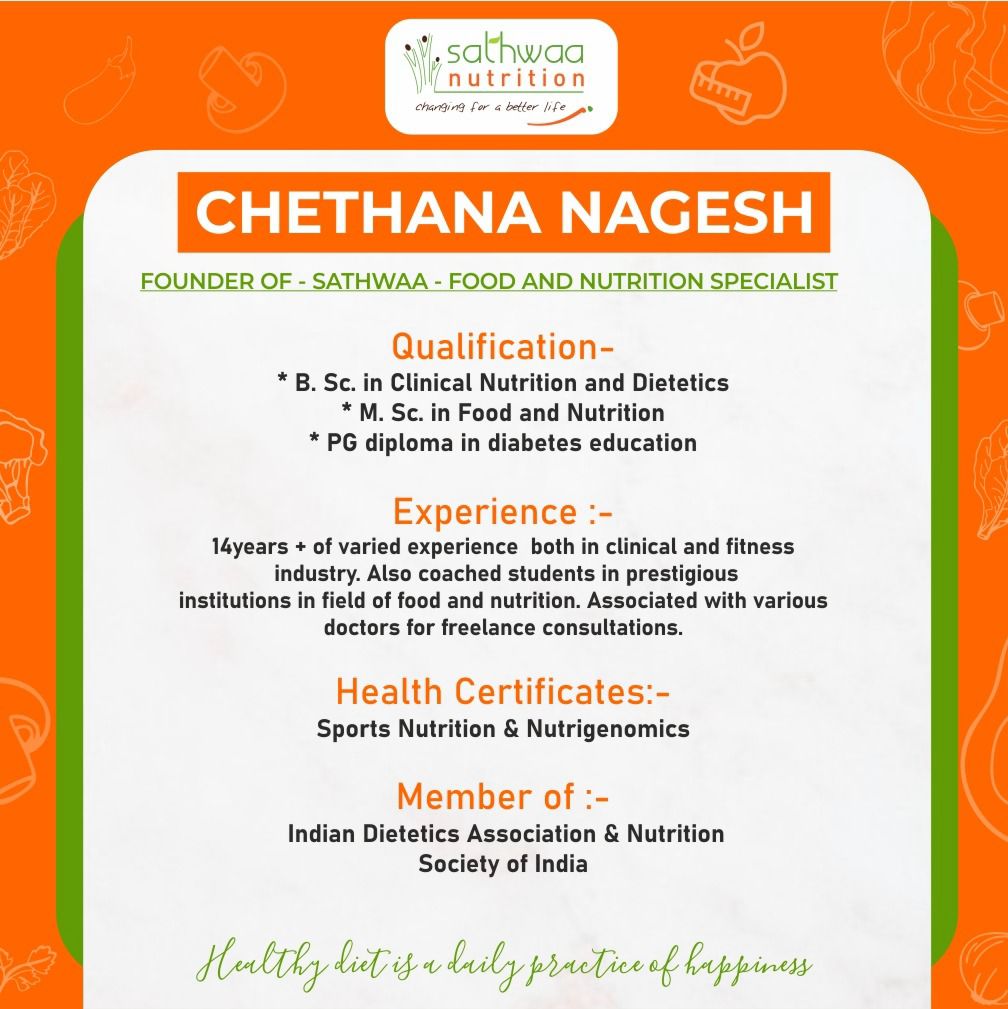 sathwaa
nutrition
changing for a better life
CHETHANA NAGESH
FOUNDER OF - SATHWAA - FOOD AND NUTRITION SPECIALIST
Qualification-
* B. Sc. in Clinical Nutrition and Dietetics
* M. Sc. in Food and Nutrition
* PG diploma in diabetes education
Experience :-
14years + of varied experience both in clinical and fitness
industry. Also coached students in prestigious
institutions in field of food and nutrition. Associated with various
doctors for freelance consultations.
Health Certificates:-
Sports Nutrition & Nutrigenomics
Member of :-
Indian Dietetics Association & Nutrition
Society of India
Healthy diet is a daily practice of happiness